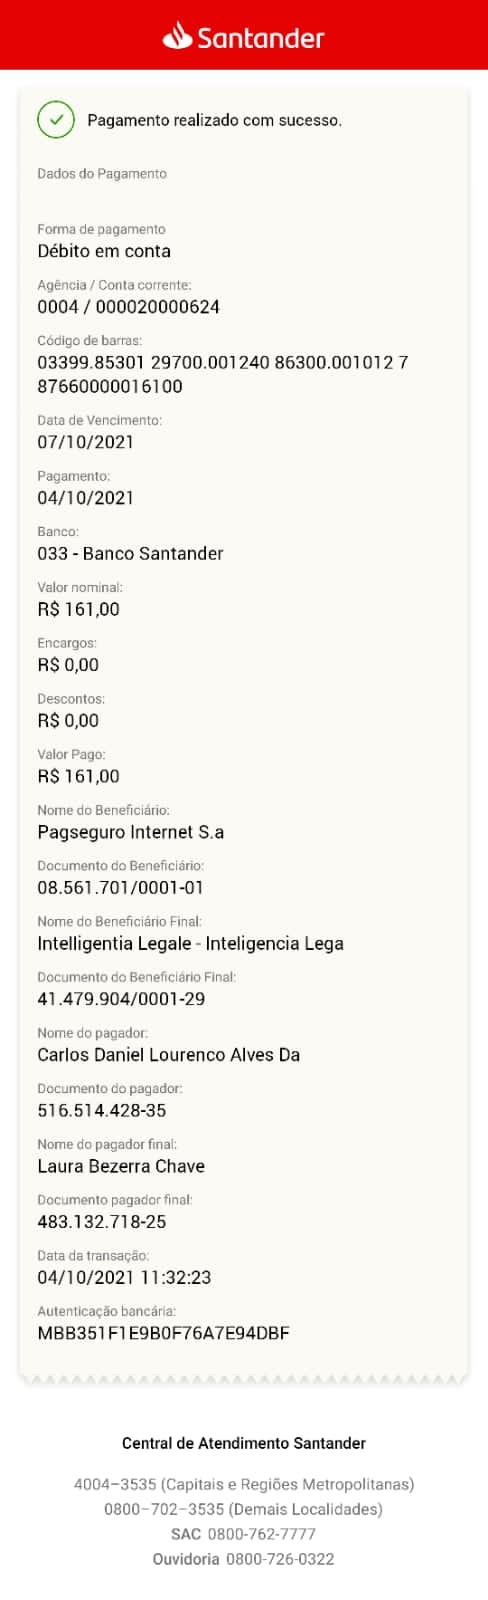 Santander
Pagamento realizado com sucesso.
Dados do Pagamento
Forma de pagamento
Débito em conta
Agência / Conta corrente:
0004 / 000020000624
Código de barras:
03399.85301 29700.001240 86300.001012 7
87660000016100
Data de Vencimento:
07/10/2021
Pagamento:
04/10/2021
Banco:
033 - Banco Santander
Valor nominal:
R$ 161,00
Encargos:
R$ 0,00
Descontos:
R$ 0,00
Valor Pago:
R$ 161,00
Nome do Beneficiário:
Pagseguro Internet S.a
Documento do Beneficiário:
08.561.701/0001-01
Nome do Beneficiário Final:
Intelligentia Legale - Inteligencia Lega
Documento do Beneficiário Final:
41.479.904/0001-29
Nome do pagador:
Carlos Daniel Lourenco Alves Da
Documento do pagador:
516.514.428-35
Nome do pagador final:
Laura Bezerra Chave
Documento pagador final:
483.132.718-25
Data da transação:
04/10/2021 11:32:23
Autenticação bancária:
MBB351F1E9B0F76A7E94DBF
Central de Atendimento Santander
4004–3535 (Capitais e Regiões Metropolitanas)
0800–702–3535 (Demais Localidades)
SAC 0800-762-7777
Ouvidoria 0800-726-0322